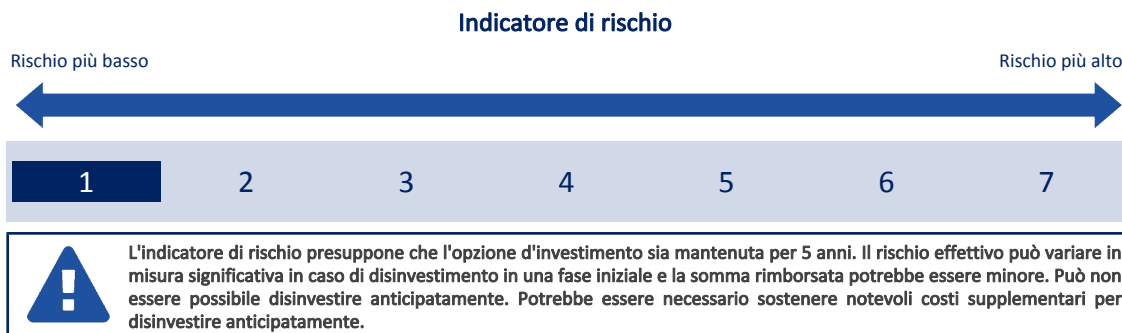 Indicatore di rischio
Rischio più basso
Rischio più alto
1 2 3 4 5 6 7
L'indicatore di rischio presuppone che l'opzione d'investimento sia mantenuta per 5 anni. Il rischio effettivo può variare in
misura significativa in caso di disinvestimento in una fase iniziale e la somma rimborsata potrebbe essere minore. Può non
essere possibile disinvestire anticipatamente. Potrebbe essere necessario sostenere notevoli costi supplementari per
disinvestire anticipatamente.